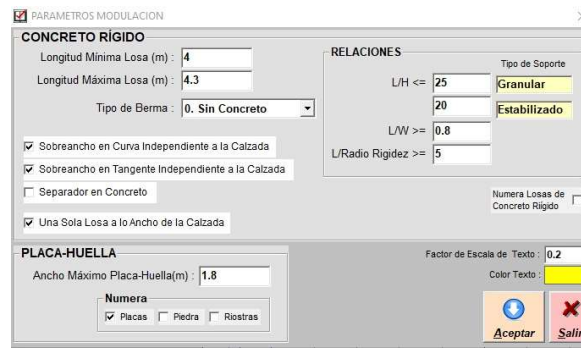 PARAMETROS MODULACION
CONCRETO RÍGIDO
Longitud Mínima Losa (m) : 4
Longitud Máxima Losa (m) : 4.3
Tipo de Berma : 0. Sin Concreto
Sobreancho en Curva Independiente a la Calzada
Sobreancho en Tangente Independiente a la Calzada
Separador en Concreto
Una Sola Losa a lo Ancho de la Calzada
RELACIONES
Tipo de Soporte
L/H <= 25 Granular
20 Estabilizado
L/W >= 0.8
L/Radio Rigidez >= 5
Numera Losas de
Concreto Riígido
PLACA-HUELLA
Ancho Máximo Placa-Huella(m) : 1.8
Numera
Placas Piedra Riostras
Factor de Escala de Texto : 0.2
Color Texto :
Aceptar Salir